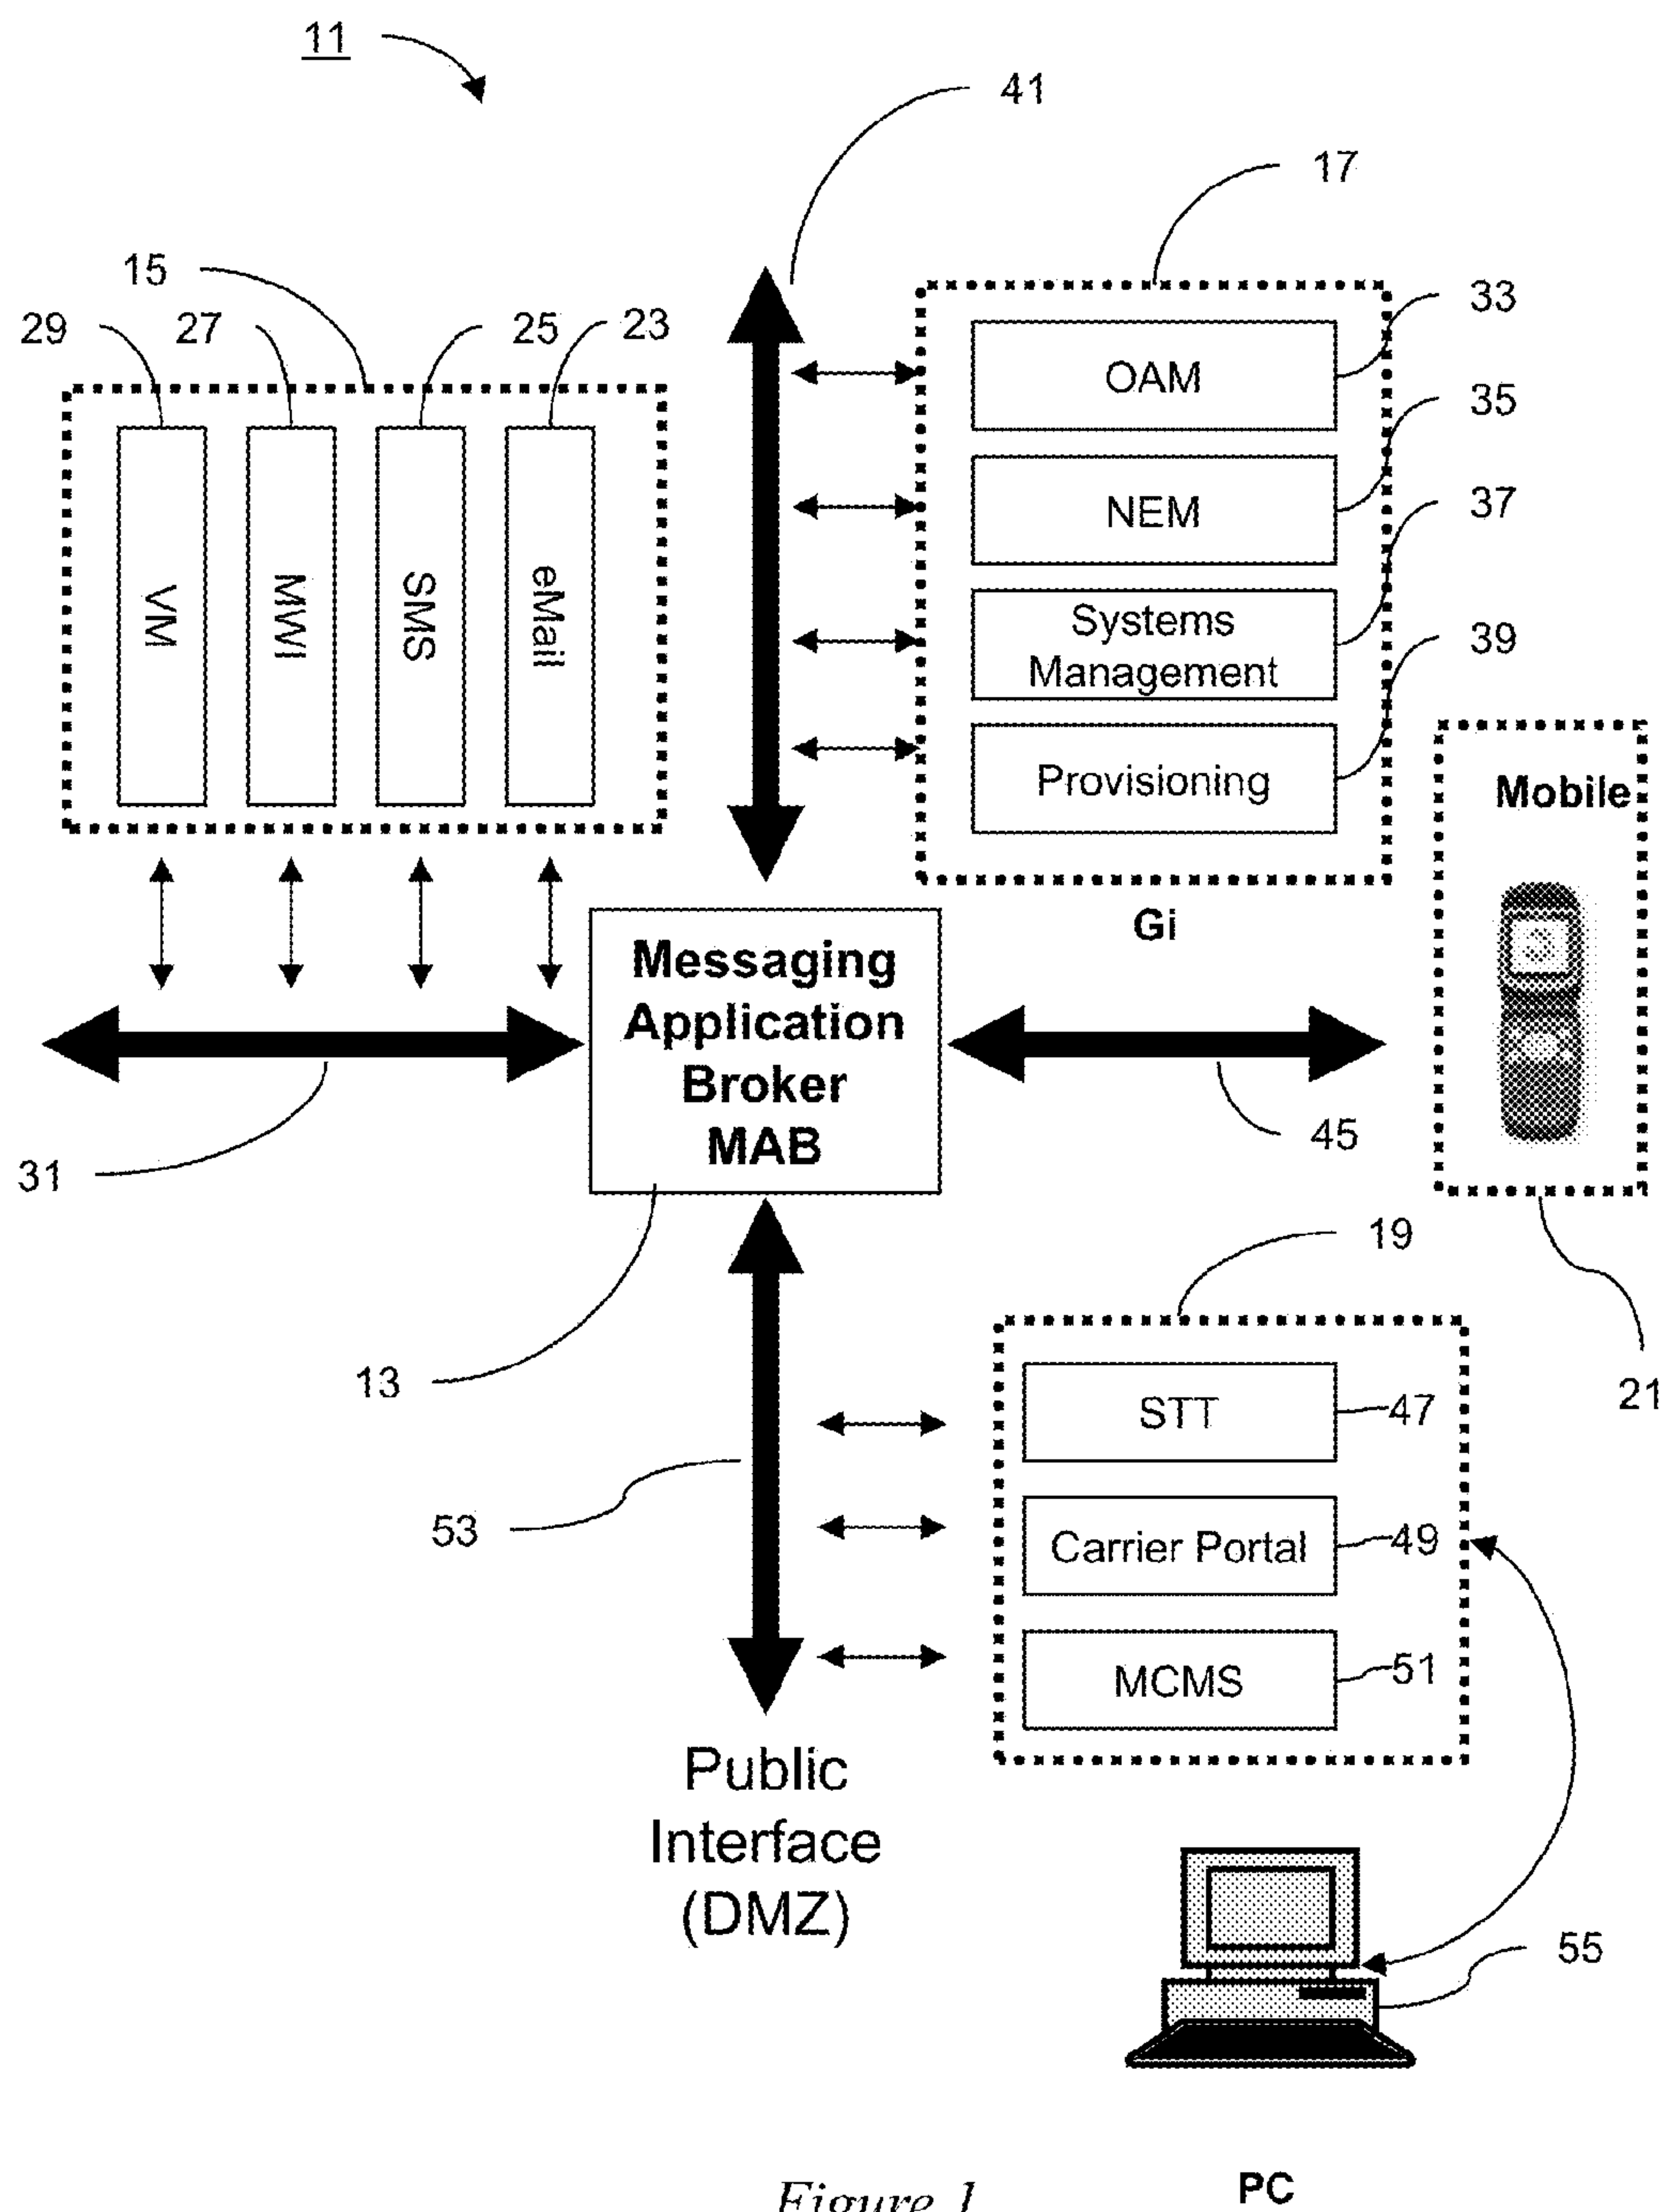 11
41
17
15
33
29
27
25
23
OAM
35
NEM
37
VM
MWI
SMS
eMail
Systems
Management
39
Provisioning
Mobile
Gi
Messaging
Application
Broker
MAB
45
31
19
13
STT
47
21
53
Carrier Portal
49
MCMS
51
Public
Interface
(DMZ)
55
PC
Figure 1